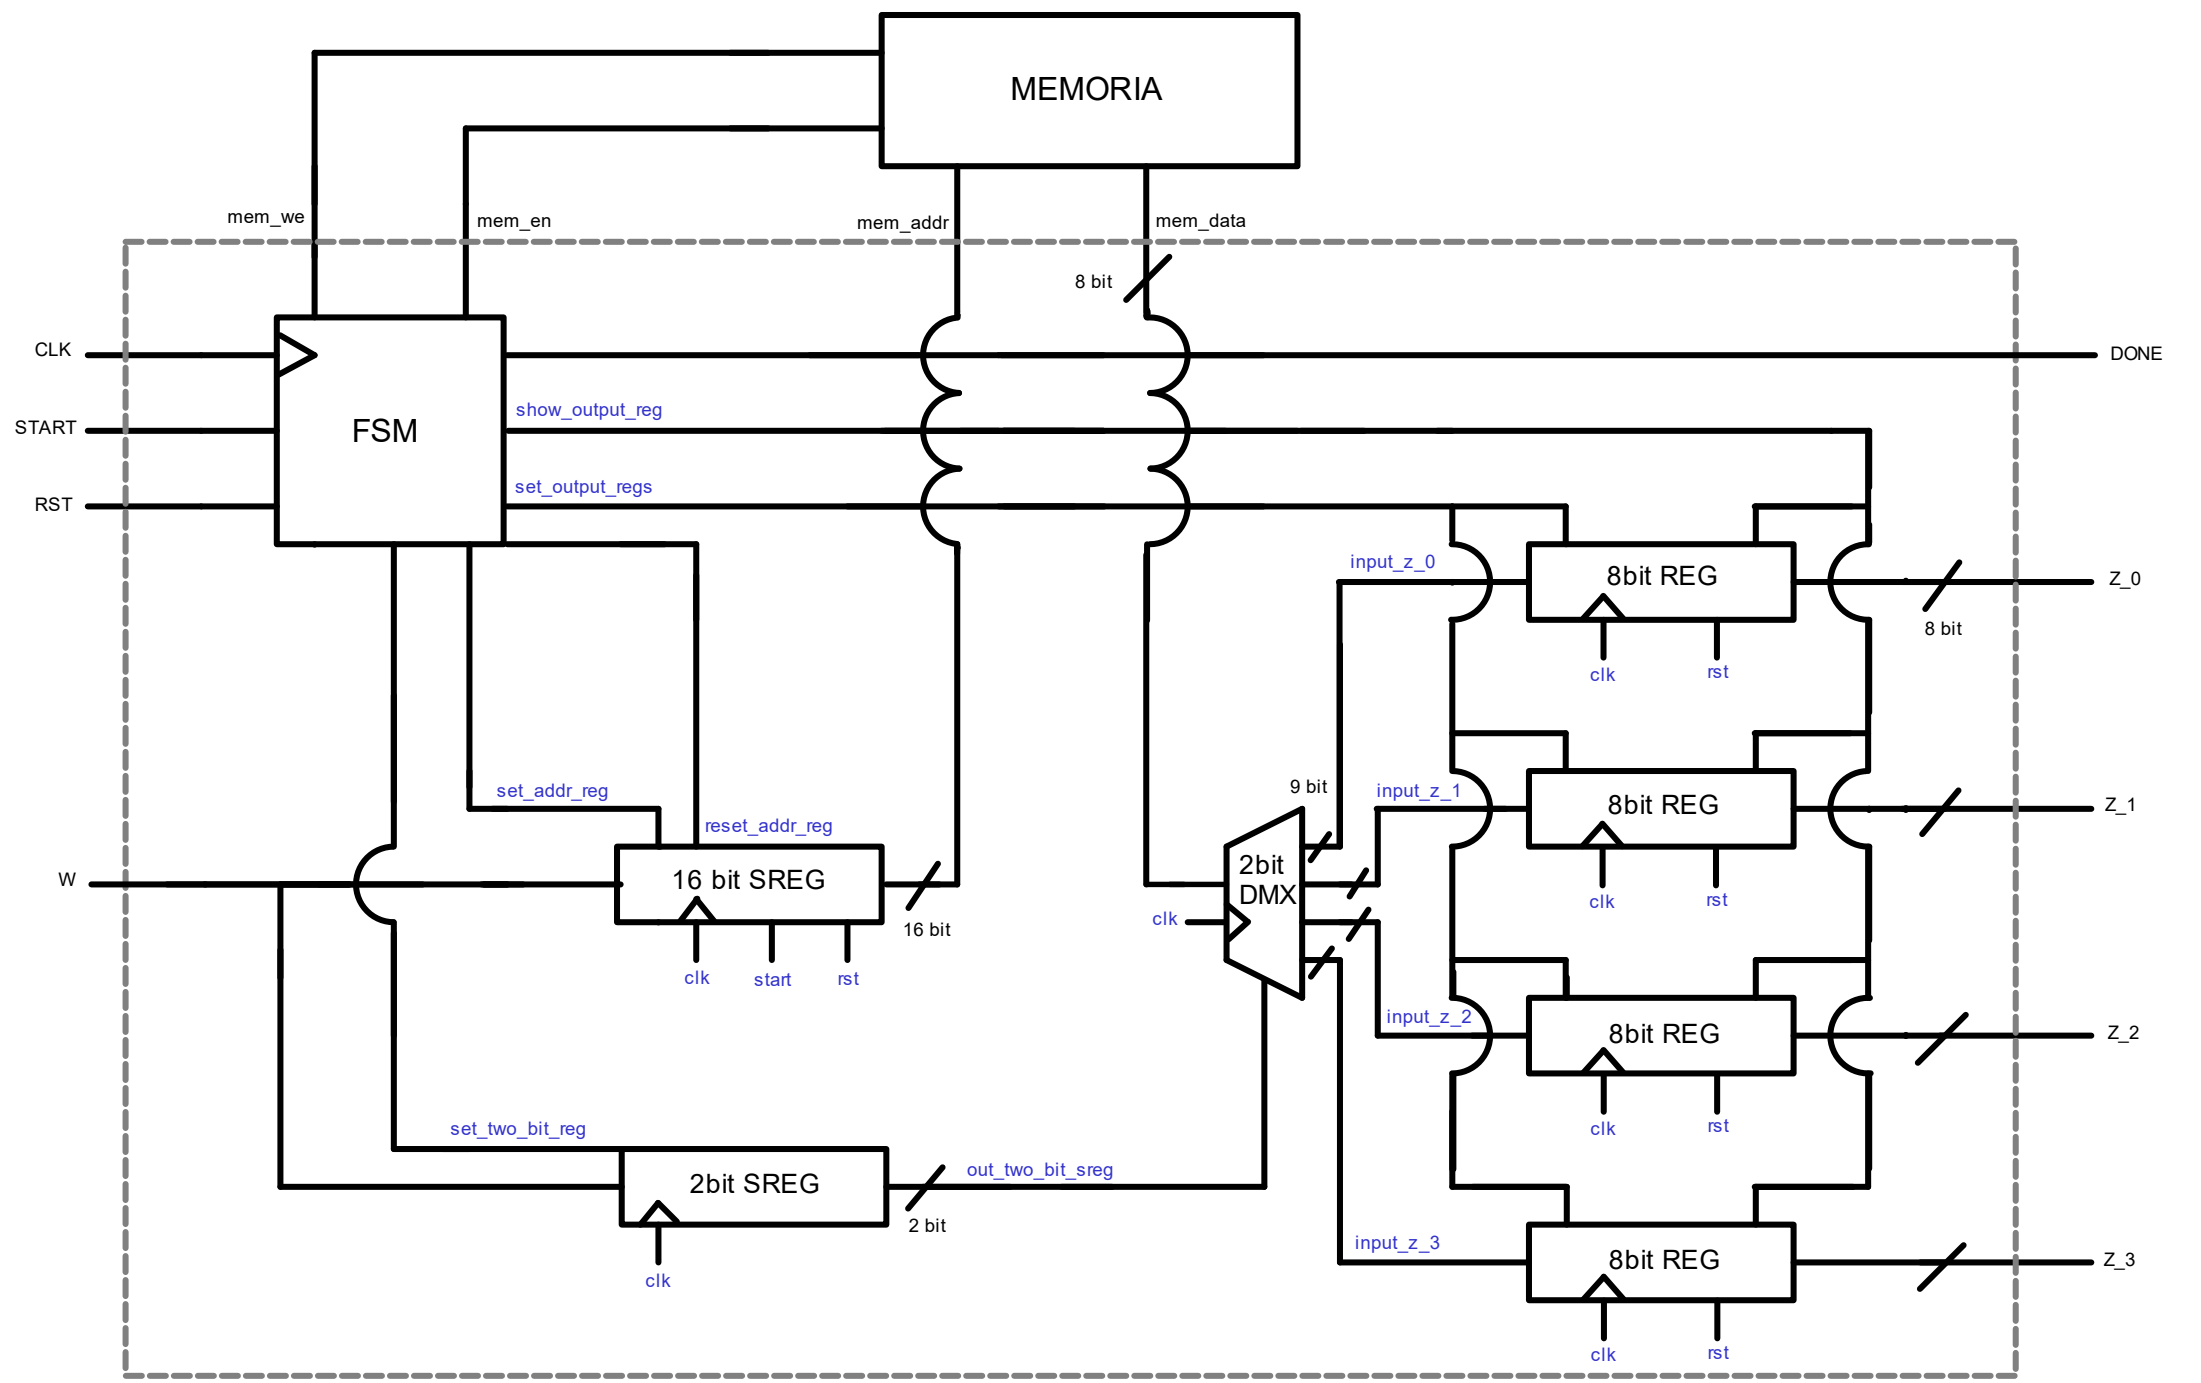 MEMORIA
mem_we
mem_en
mem_addr
mem_data
8 bit
CLK
DONE
START
FSM
show_output_reg
RST
set_output_regs
input_z_0
8bit REG
Z_0
8 bit
clk
rst
set_addr_reg
9 bit
input_z_1
8bit REG
Z_1
reset_addr_reg
W
16 bit SREG
2bit
DMX
clk
16 bit
clk
start
rst
clk
rst
input_z_2
8bit REG
Z_2
set_two_bit_reg
clk
rst
2bit SREG
out_two_bit_sreg
2 bit
clk
input_z_3
8bit REG
Z_3
clk
rst